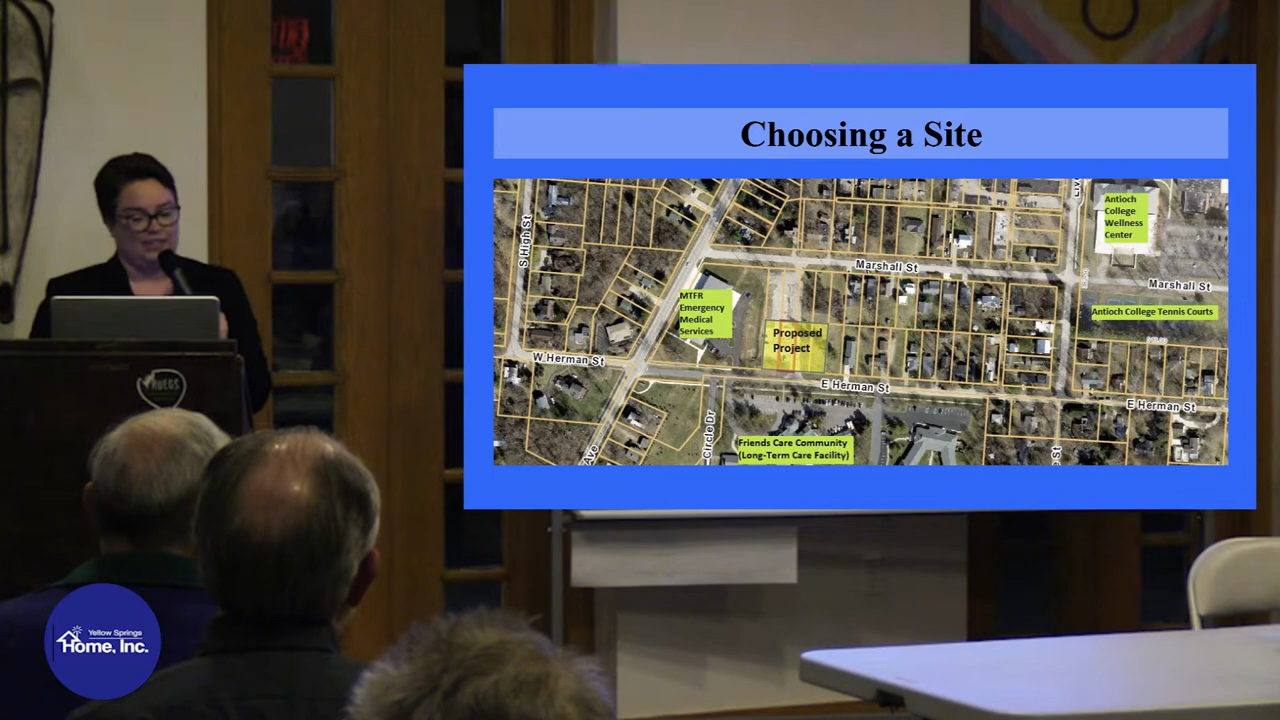 Choosing a Site
S High St
Marshall St
Antioch
College
Wellness
Center
Marshall St
Antioch College Tennis Courts
MTFR
Emergency
Medical
Services
Proposed
Project
W Herman St
E Herman St
E Herman St
Ave
Circle Dr
Friends Care Community
(Long-Term Care Facility)
St
Yellow Springs
Home, Inc.